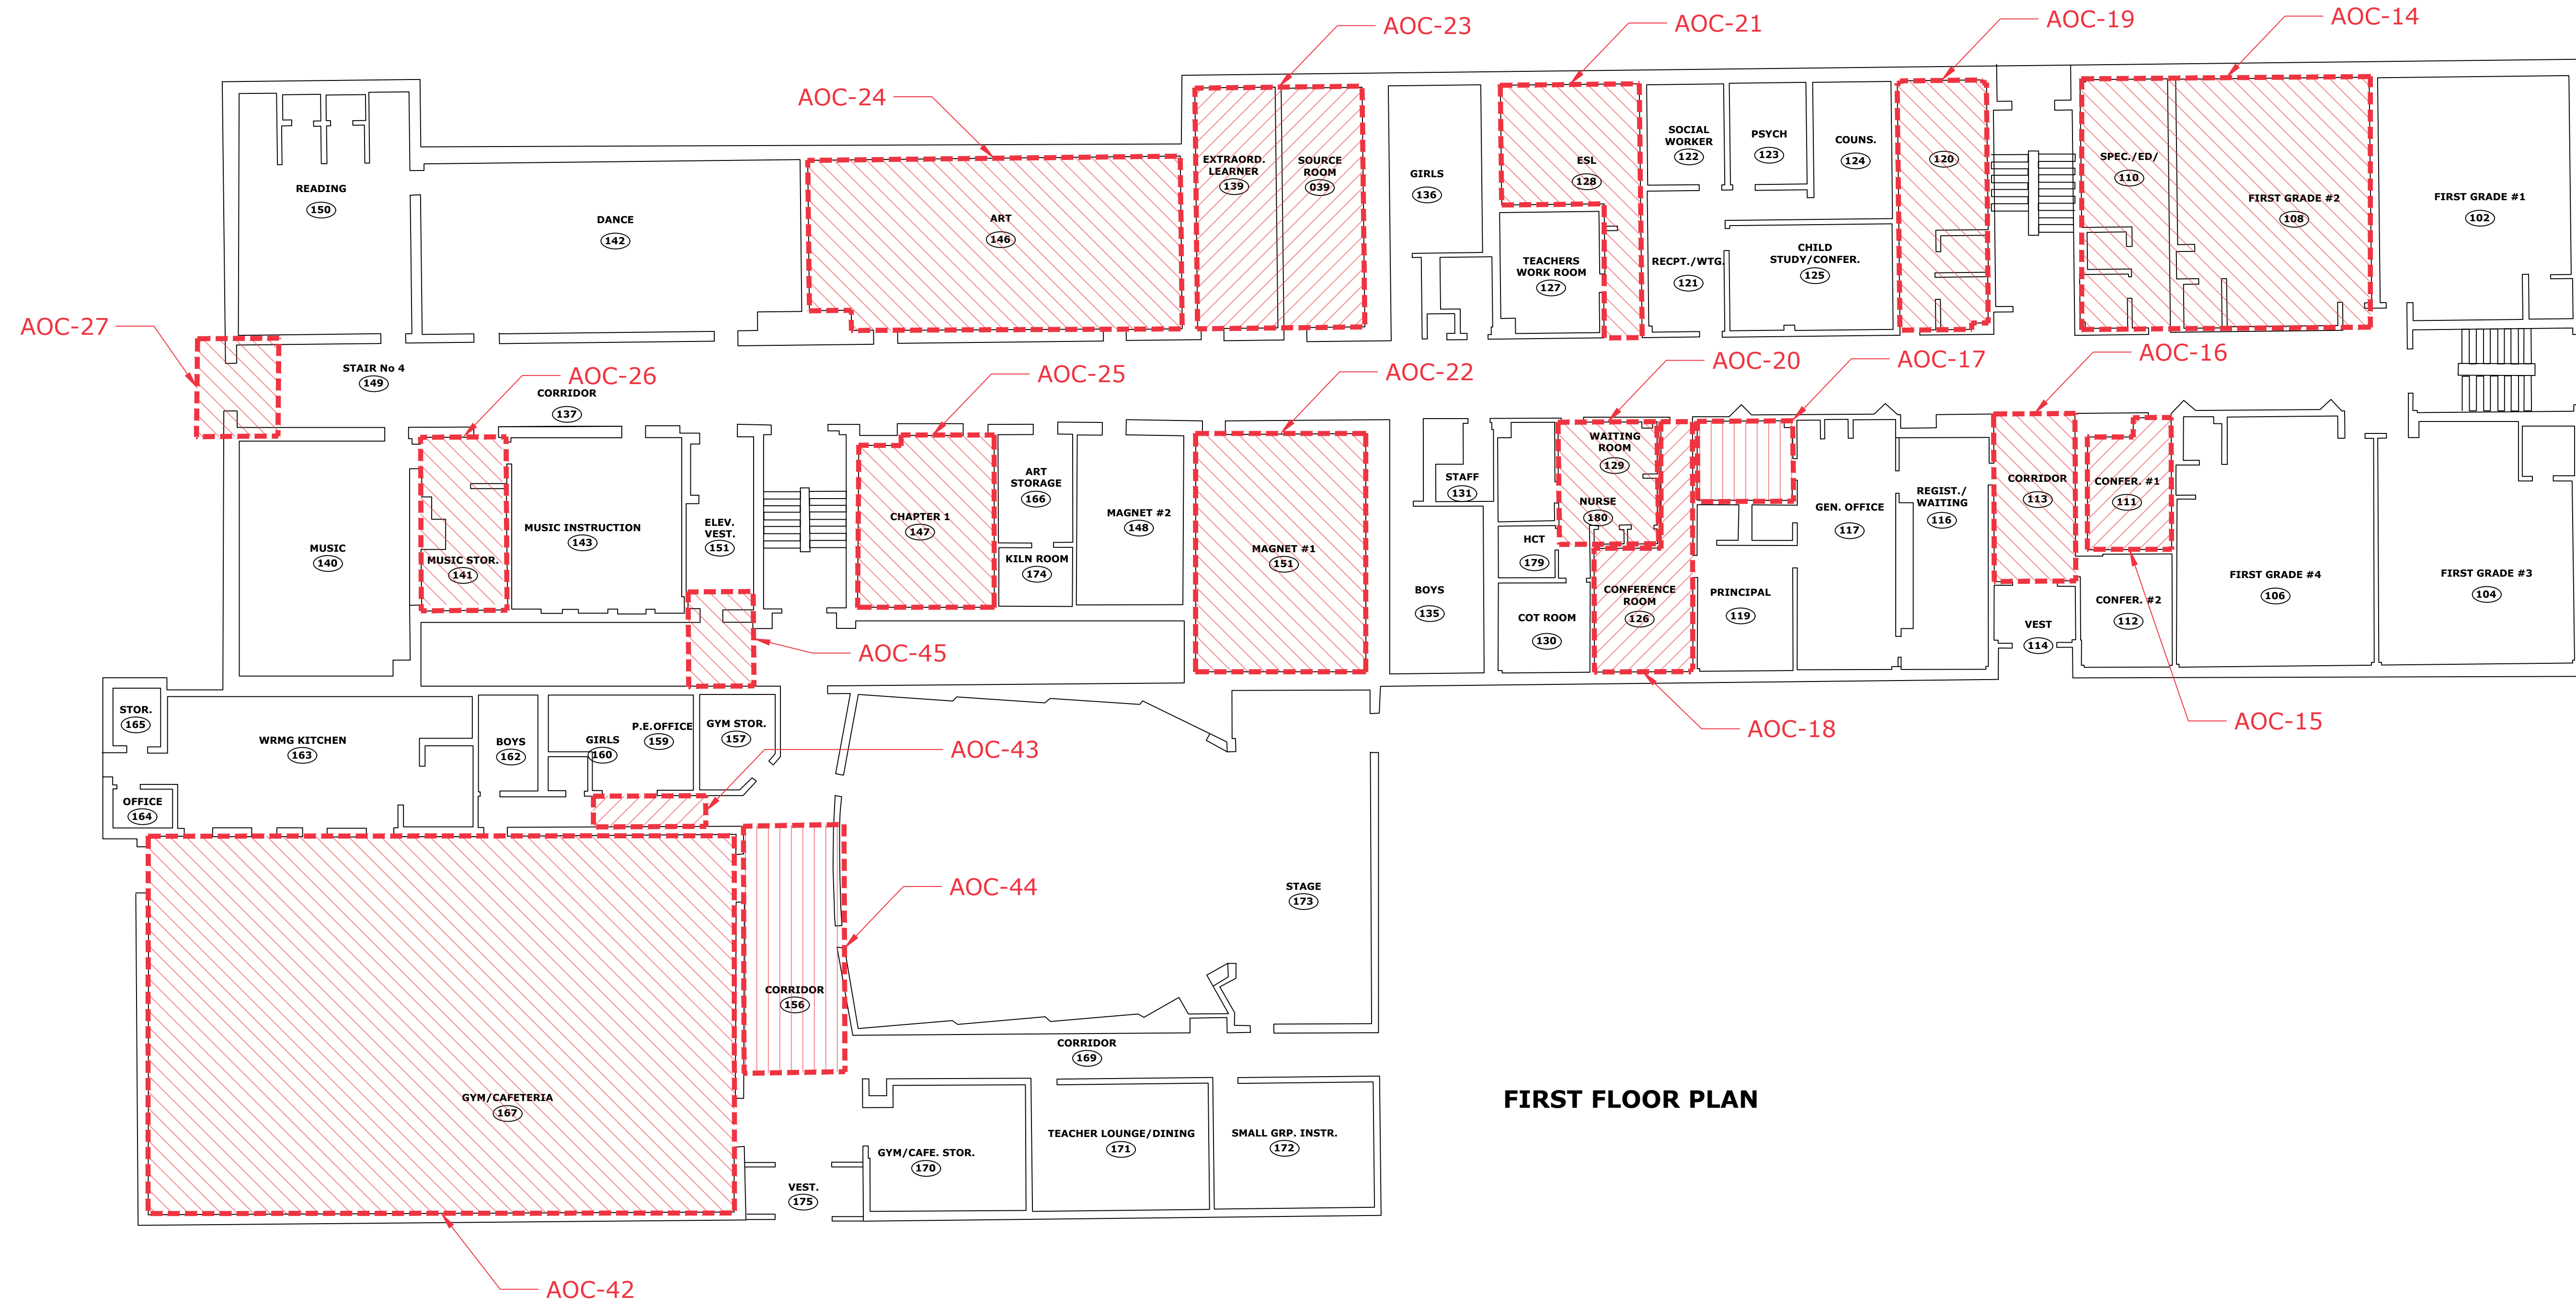 AOC-23
AOC-21
AOC-19
AOC-14
AOC-24
READING
150
DANCE
142
ART
146
EXTRAORD.
LEARNER
139
SOURCE
ROOM
039
GIRLS
136
ESL
128
TEACHERS
WORK ROOM
127
SOCIAL
WORKER
122
PSYCH
123
COUNS.
124
RECPT./WTG.
121
CHILD
STUDY/CONFER.
125
120
SPEC./ED/
110
FIRST GRADE #2
108
FIRST GRADE #1
102
AOC-27
STAIR No 4
149
AOC-26
CORRIDOR
137
AOC-25
AOC-22
AOC-20
AOC-17
AOC-16
MUSIC
140
MUSIC STOR.
141
MUSIC INSTRUCTION
143
ELEV.
VEST.
151
CHAPTER 1
147
ART
STORAGE
166
KILN ROOM
174
MAGNET #2
148
MAGNET #1
151
BOYS
135
STAFF
131
WAITING
ROOM
129
NURSE
180
HCT
179
COT ROOM
130
CONFERENCE
ROOM
126
PRINCIPAL
119
GEN. OFFICE
117
REGIST./
WAITING
116
CORRIDOR
113
VEST
114
CONFER. #1
111
CONFER. #2
112
FIRST GRADE #4
106
FIRST GRADE #3
104
AOC-45
AOC-18
AOC-15
STOR.
165
WRMG KITCHEN
163
OFFICE
164
BOYS
162
GIRLS
160
P.E.OFFICE
159
GYM STOR.
157
AOC-43
AOC-44
STAGE
173
CORRIDOR
156
CORRIDOR
169
GYM/CAFETERIA
167
FIRST FLOOR PLAN
GYM/CAFE. STOR.
170
TEACHER LOUNGE/DINING
171
SMALL GRP. INSTR.
172
VEST.
175
AOC-42